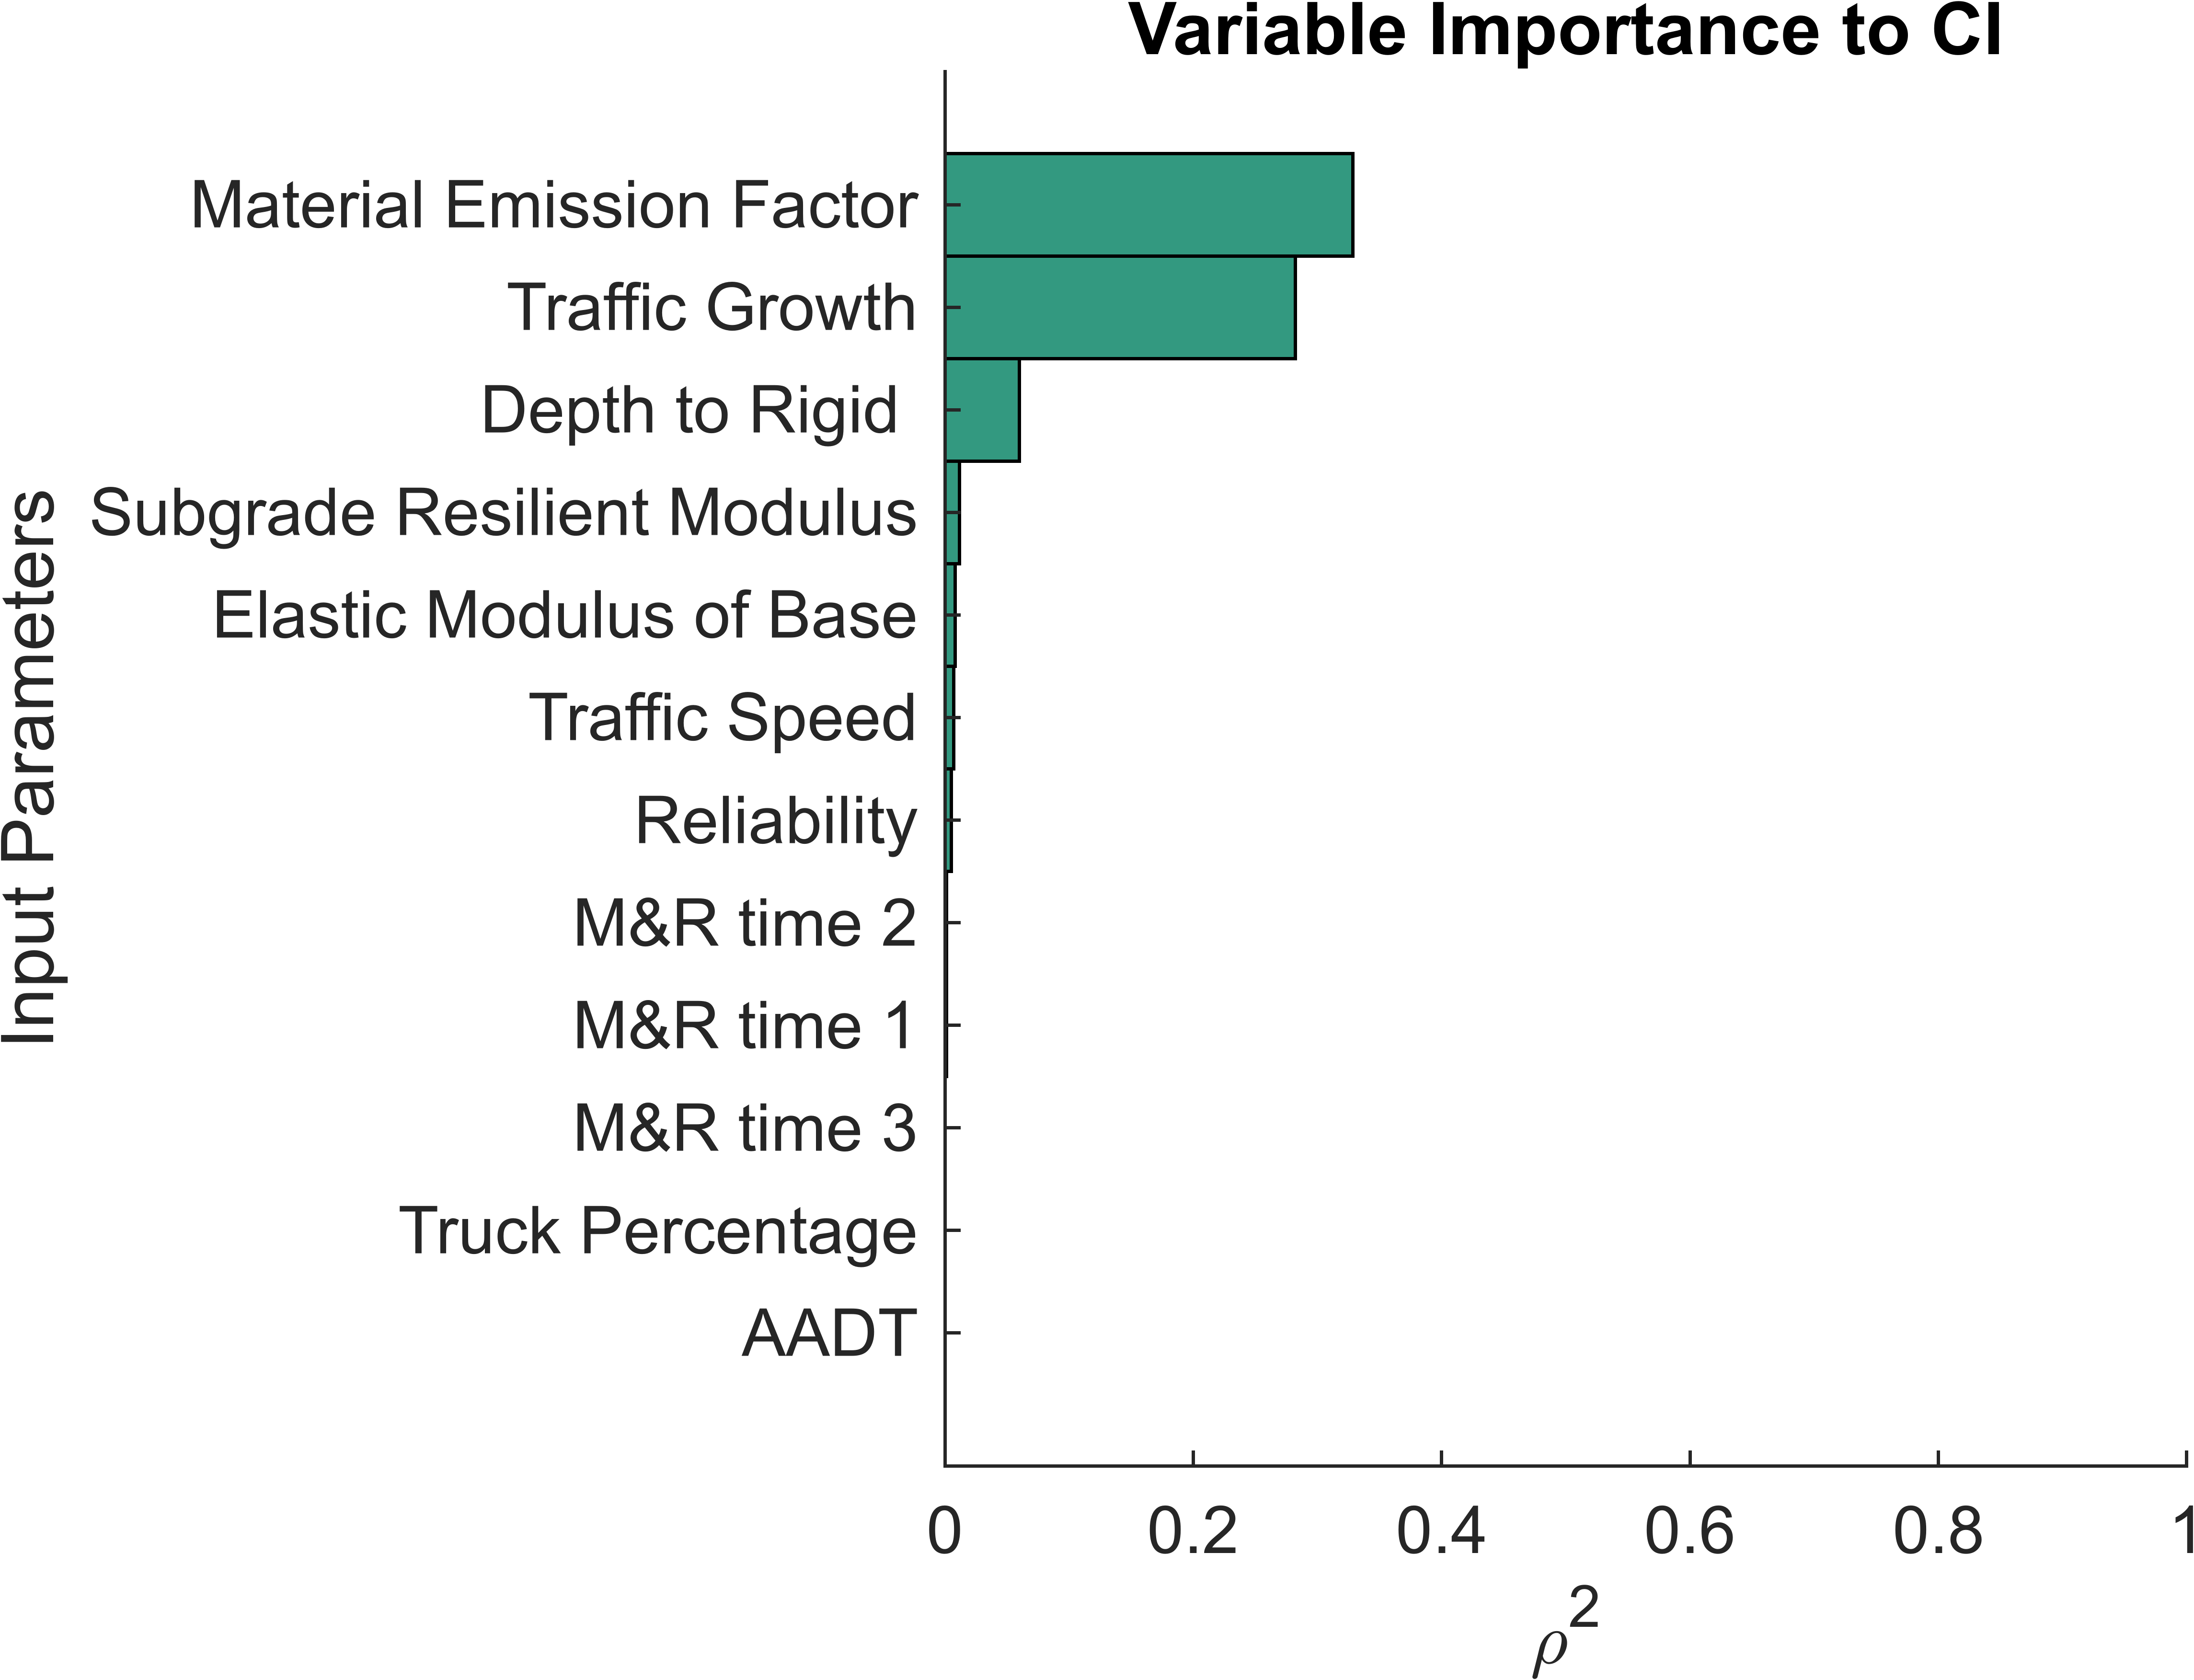 Variable Importance to CI
Material Emission Factor
Traffic Growth
Depth to Rigid
Subgrade Resilient Modulus
Elastic Modulus of Base
Traffic Speed
Reliability
M&R time 2
M&R time 1
M&R time 3
Truck Percentage
AADT
Input Parameters
0 0.2 0.4 0.6 0.8 1
ρ²